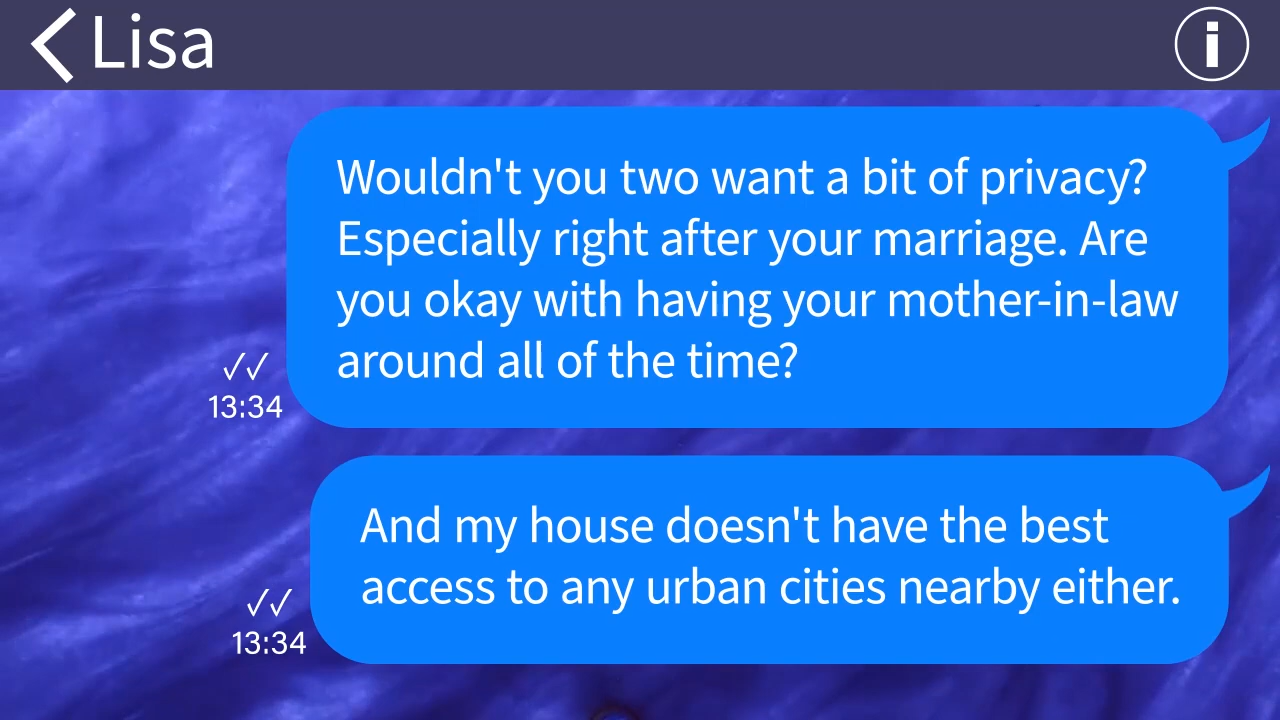 Lisa
Wouldn't you two want a bit of privacy?
Especially right after your marriage. Are
you okay with having your mother-in-law
around all of the time?
13:34
And my house doesn't have the best
access to any urban cities nearby either.
13:34